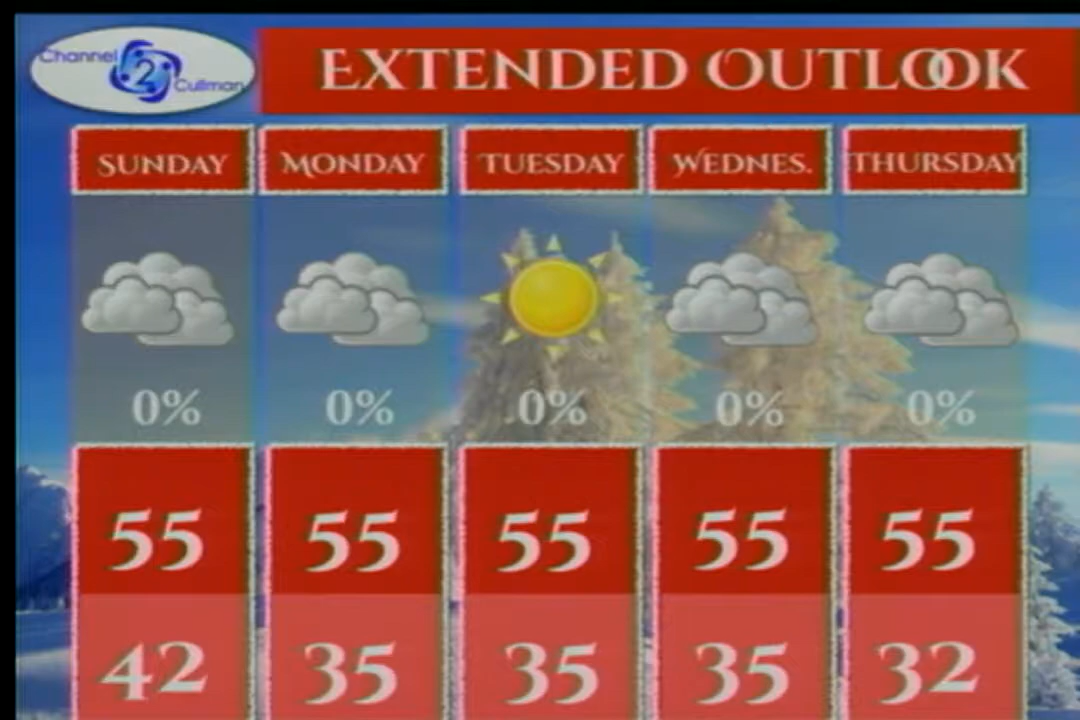 Channel
2
Cullman
EXTENDED OUTLOOK
SUNDAY MONDAY TUESDAY WEDNES. THURSDAY
0% 0% 0% 0% 0%
55 55 55 55 55
42 35 35 35 32